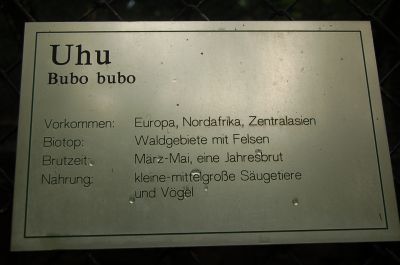 Uhu
Bubo bubo
Vorkommen: Europa, Nordafrika, Zentralasien
Biotop: Waldgebiete mit Felsen
Brutzeit: März-Mai, eine Jahresbrut
Nahrung: kleine-mittelgroße Säugetiere
und Vögel